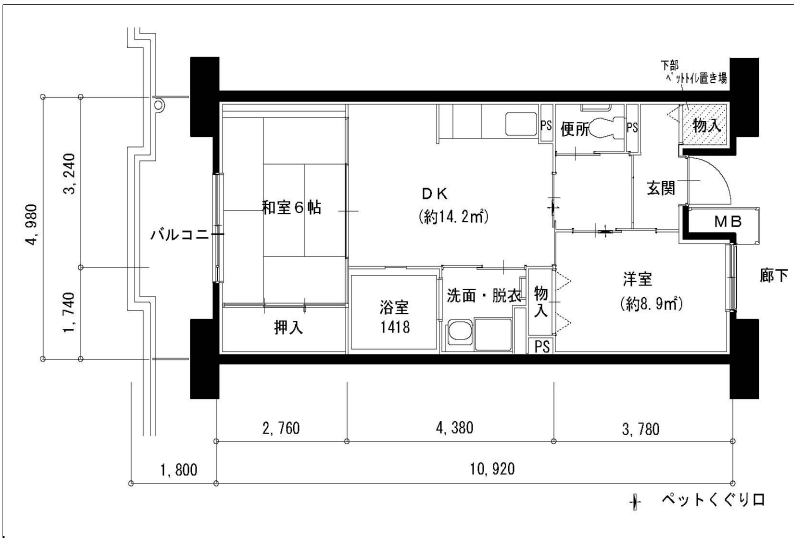 下部
ペットトイレ置き場
物入
便所
PS
PS
玄関
DK
(約14.2㎡)
和室6帖
バルコニー
MB
洋室
(約8.9㎡)
廊下
洗面・脱衣
物入
浴室
1418
押入
PS
3,240
4,980
1,740
2,760
4,380
3,780
1,800
10,920
ペットくぐり口